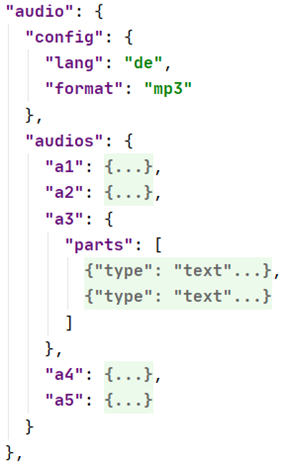 "audio": {
"config": {
"lang": "de",
"format": "mp3"
},
"audios": {
"a1": {...},
"a2": {...},
"a3": {
"parts": [
{"type": "text"...},
{"type": "text"...}
]
},
"a4": {...},
"a5": {...}
}
},